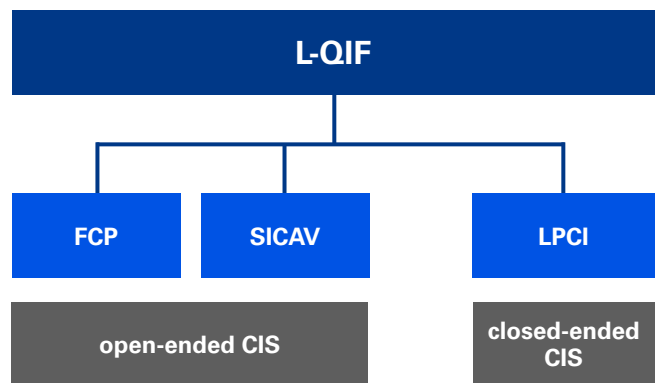 L-QIF
FCP
SICAV
LPCI
open-ended CIS
closed-ended
CIS